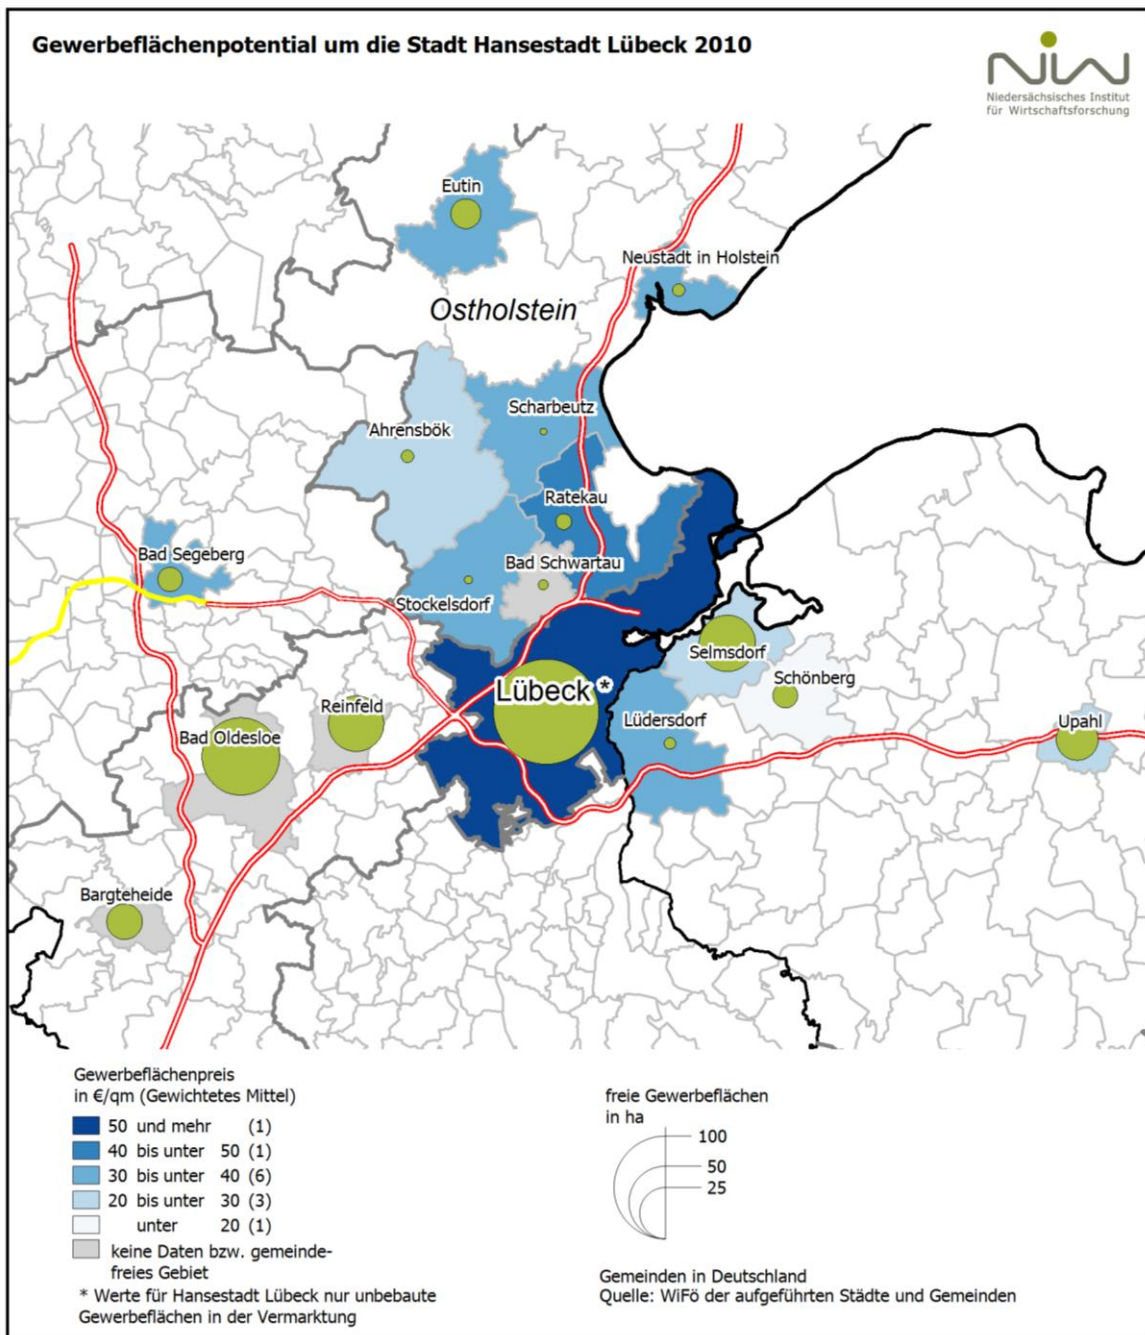 Gewerbeflächenpotential um die Stadt Hansestadt Lübeck 2010
NIW
Niedersächsisches Institut
für Wirtschaftsforschung
Eutin
Neustadt in Holstein
Ostholstein
Scharbeutz
Ahrensbök
Ratekau
Bad Segeberg
Bad Schwartau
Stockelsdorf
Selmsdorf
Schönberg
Lübeck *
Reinfeld
Lüdersdorf
Upahl
Bad Oldesloe
Bargteheide
Gewerbeflächenpreis
in €/qm (Gewichtetes Mittel)
50 und mehr (1)
40 bis unter 50 (1)
30 bis unter 40 (6)
20 bis unter 30 (3)
unter 20 (1)
keine Daten bzw. gemeinde-
freies Gebiet
* Werte für Hansestadt Lübeck nur unbebaute
Gewerbeflächen in der Vermarktung
freie Gewerbeflächen
in ha
100
50
25
Gemeinden in Deutschland
Quelle: WiFö der aufgeführten Städte und Gemeinden